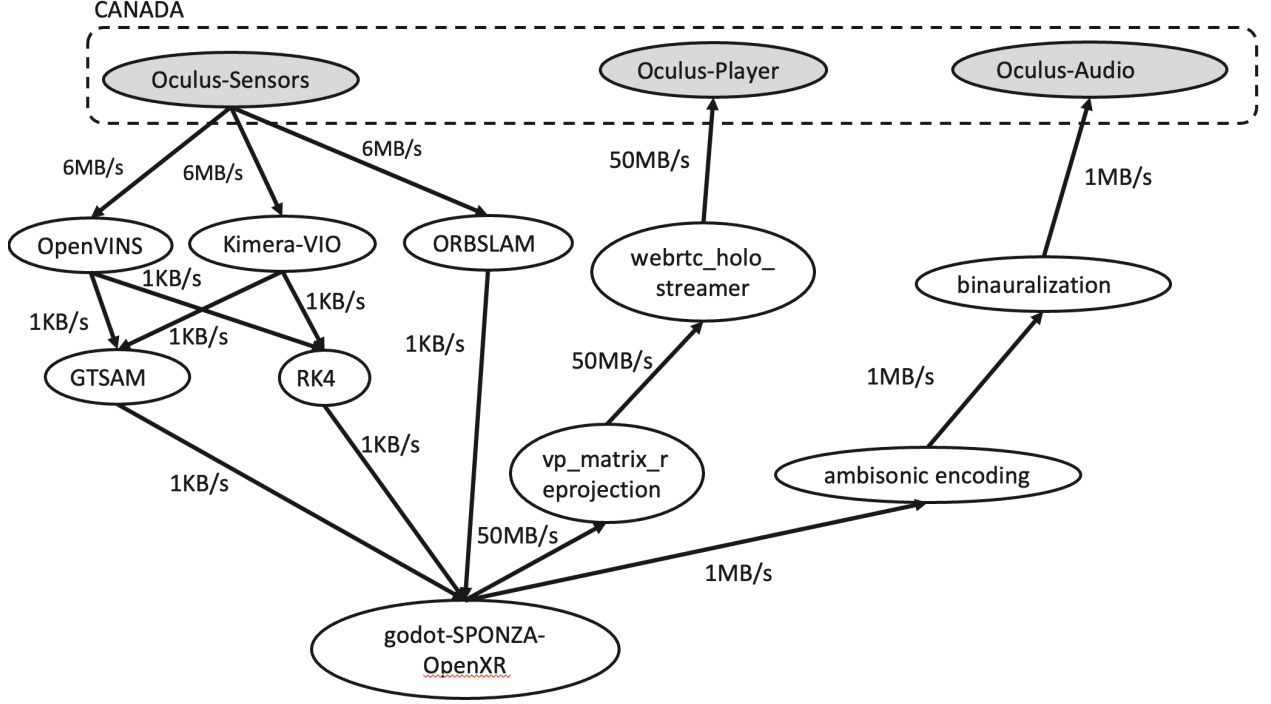 CANADA
Oculus-Sensors
Oculus-Player
Oculus-Audio
6MB/s
6MB/s
6MB/s
50MB/s
1MB/s
OpenVINS
Kimera-VIO
ORBSLAM
webrtc_holo_
streamer
binauralization
1KB/s
1KB/s
1KB/s
1KB/s
1KB/s
50MB/s
1MB/s
GTSAM
RK4
1KB/s
1KB/s
vp_matrix_r
eprojection
ambisonic encoding
50MB/s
1MB/s
godot-SPONZA-
OpenXR